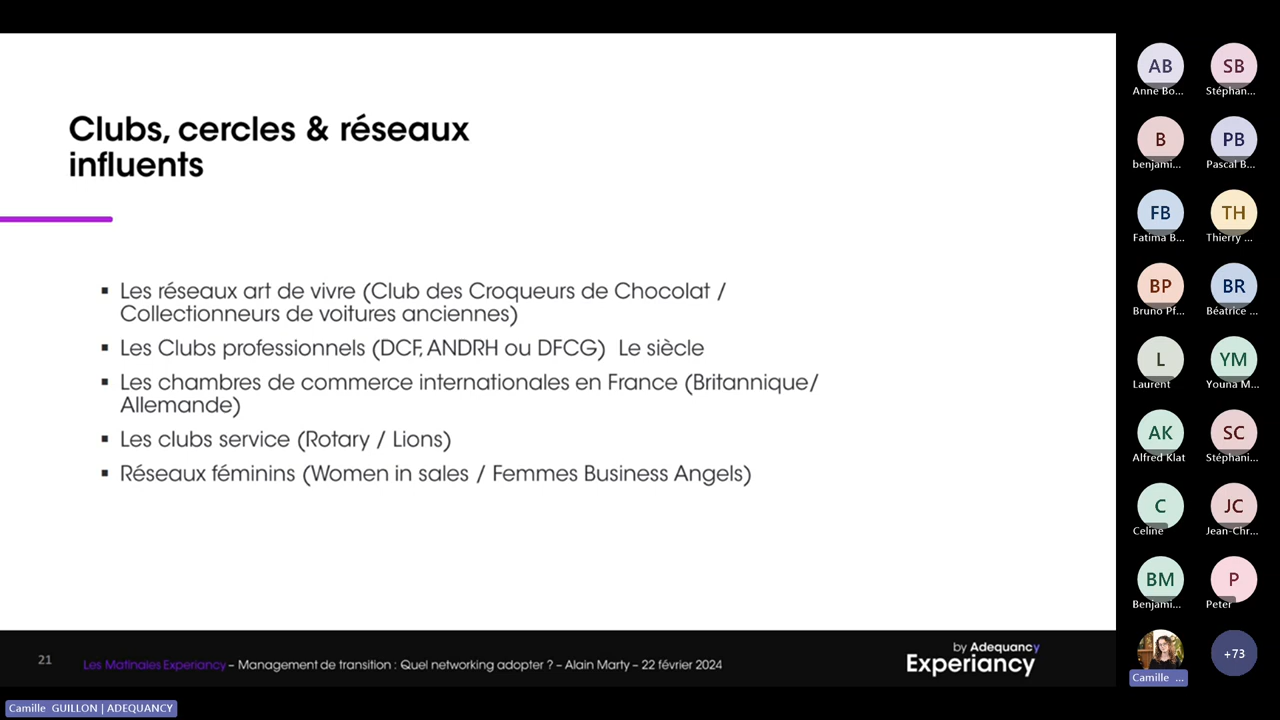 Clubs, cercles & réseaux
influents
▪ Les réseaux art de vivre (Club des Croqueurs de Chocolat /
Collectionneurs de voitures anciennes)
▪ Les Clubs professionnels (DCF, ANDRH ou DFCG) Le siècle
▪ Les chambres de commerce internationales en France (Britannique/
Allemande)
▪ Les clubs service (Rotary / Lions)
▪ Réseaux féminins (Women in sales / Femmes Business Angels)
21
Les Matinales Experiancy – Management de transition : Quel networking adopter ? – Alain Marty – 22 février 2024
by Adequancy
Experiancy
AB
Anne Bo...
SB
Stéphan...
B
benjami...
PB
Pascal B...
FB
Fatima B...
TH
Thierry ...
BP
Bruno Pf...
BR
Béatrice ...
L
Laurent
YM
Youna M...
AK
Alfred Klat
SC
Stéphani...
C
Celine
JC
Jean-Chr...
BM
Benjami...
P
Peter
Camille ...
+73
Camille GUILLON | ADEQUANCY